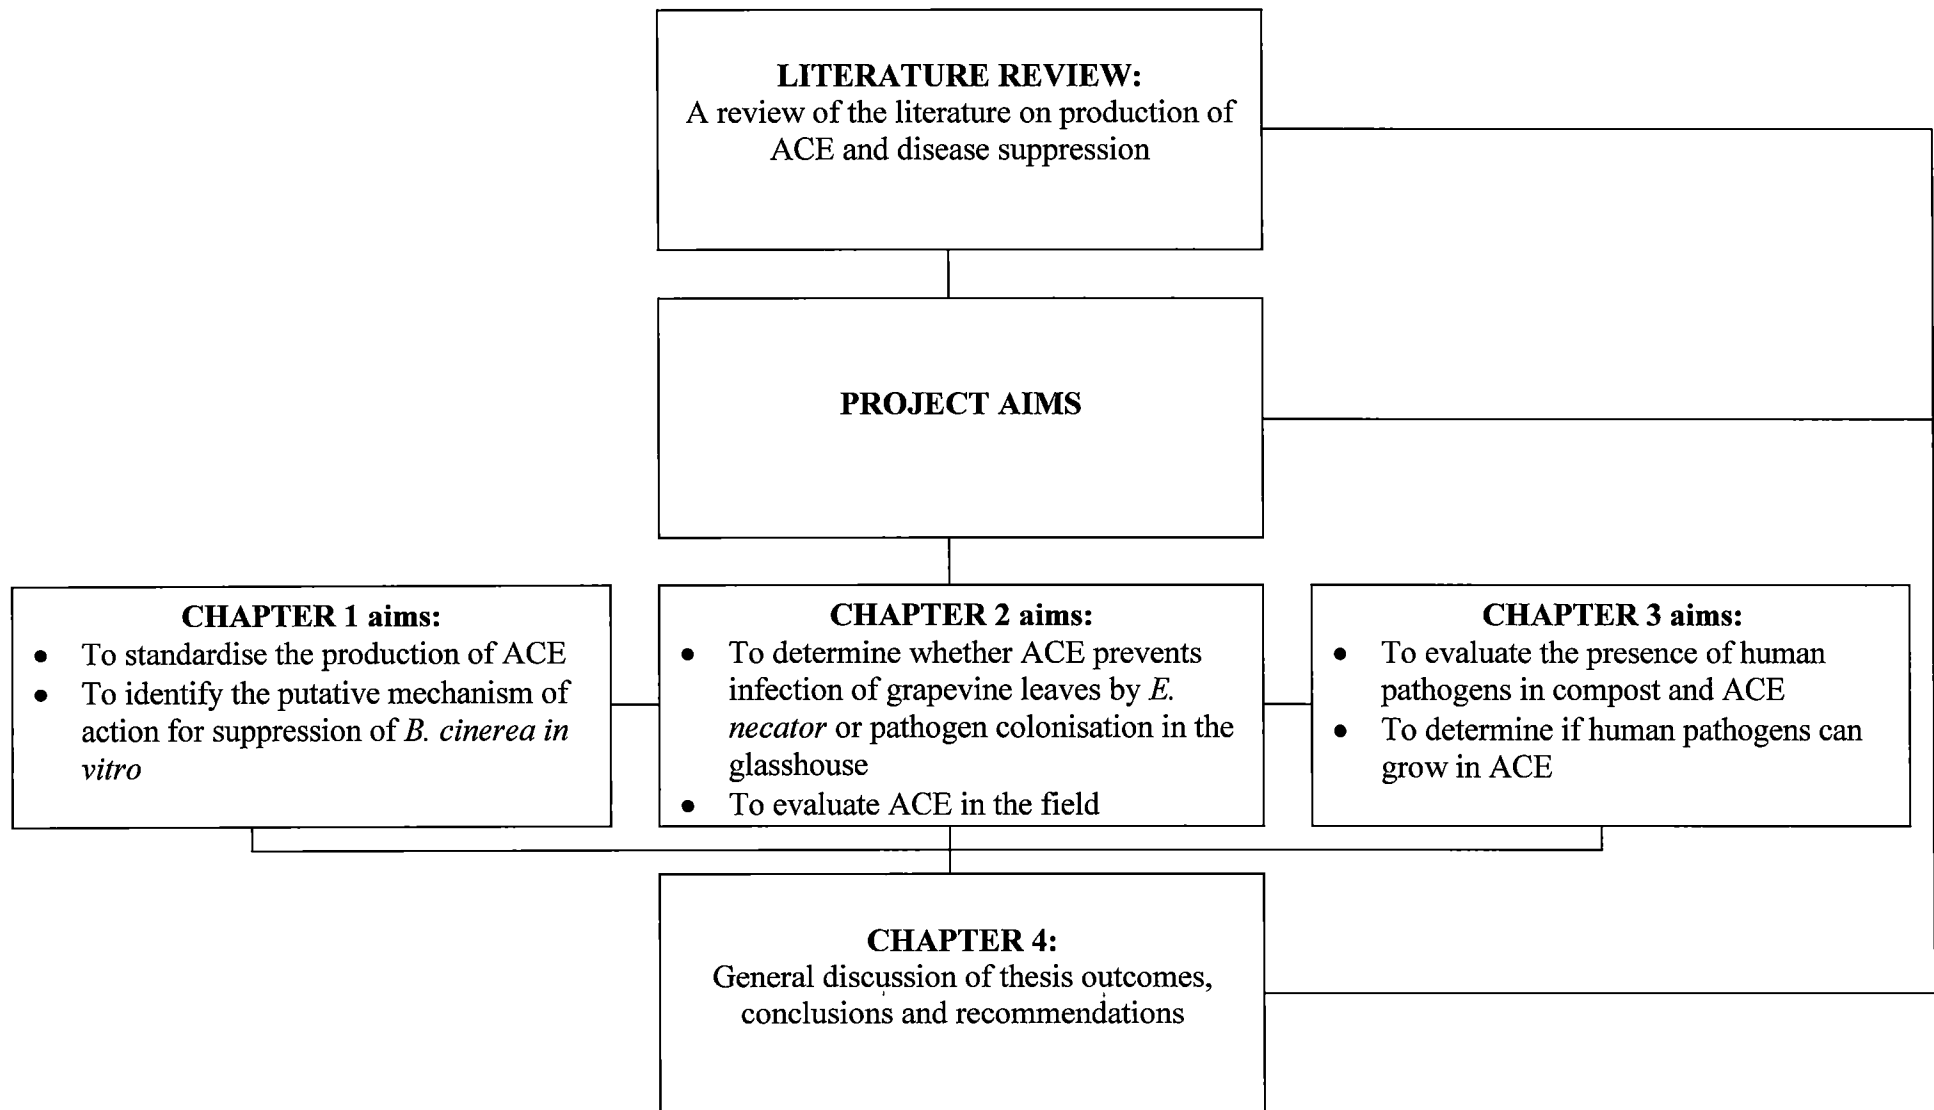 LITERATURE REVIEW:
A review of the literature on production of
ACE and disease suppression
PROJECT AIMS
CHAPTER 1 aims:
• To standardise the production of ACE
• To identify the putative mechanism of
action for suppression of B. cinerea in
vitro
CHAPTER 2 aims:
• To determine whether ACE prevents
infection of grapevine leaves by E.
necator or pathogen colonisation in the
glasshouse
• To evaluate ACE in the field
CHAPTER 3 aims:
• To evaluate the presence of human
pathogens in compost and ACE
• To determine if human pathogens can
grow in ACE
CHAPTER 4:
General discussion of thesis outcomes,
conclusions and recommendations